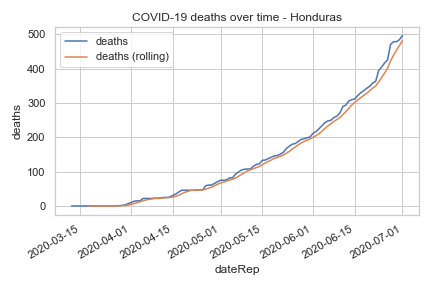 COVID-19 deaths over time - Honduras
deaths
deaths (rolling)
500
400
300
200
100
0
deaths
2020-03-15
2020-04-01
2020-04-15
2020-05-01
2020-05-15
2020-06-01
2020-06-15
2020-07-01
dateRep